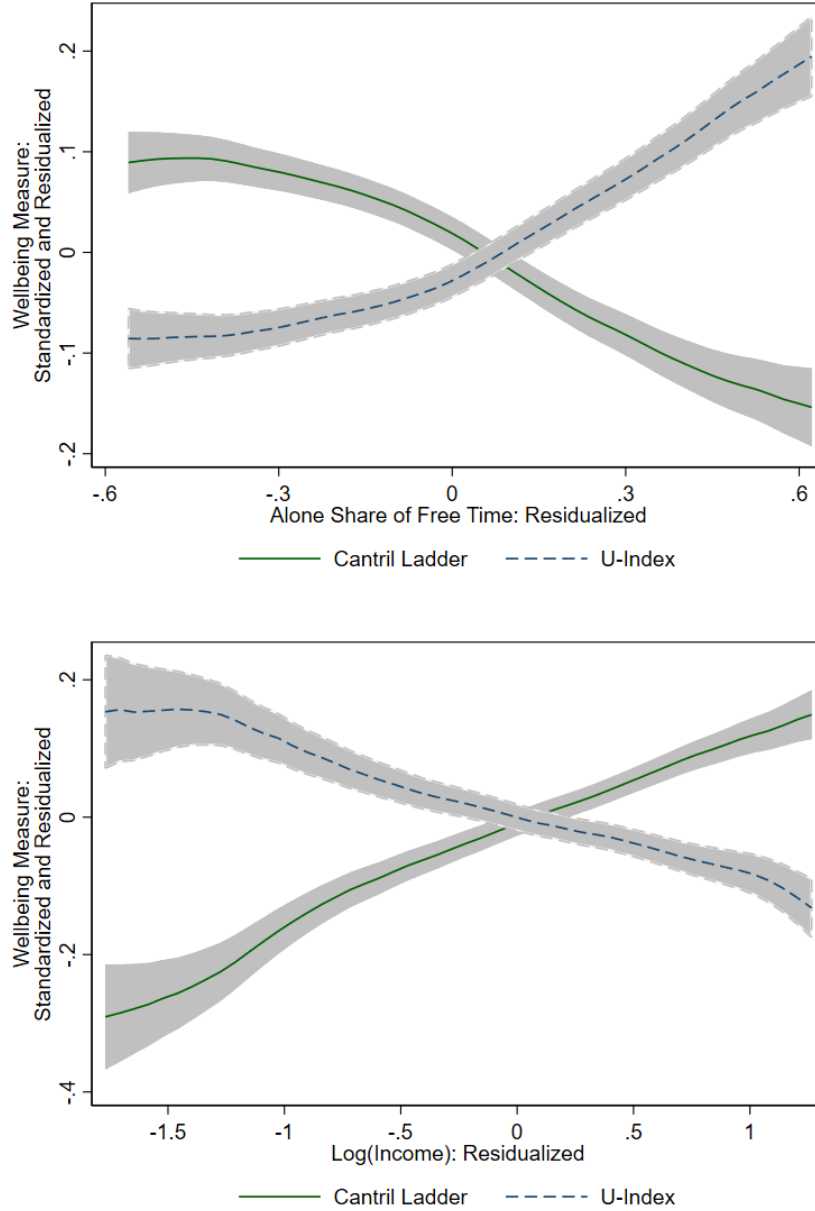 Wellbeing Measure:
Standardized and Residualized
.2
.1
0
-.1
-.2
-.6 -.3 0 .3 .6
Alone Share of Free Time: Residualized
Cantril Ladder U-Index
Wellbeing Measure:
Standardized and Residualized
.2
0
-.2
-.4
-1.5 -1 -.5 0 .5 1
Log(Income): Residualized
Cantril Ladder U-Index